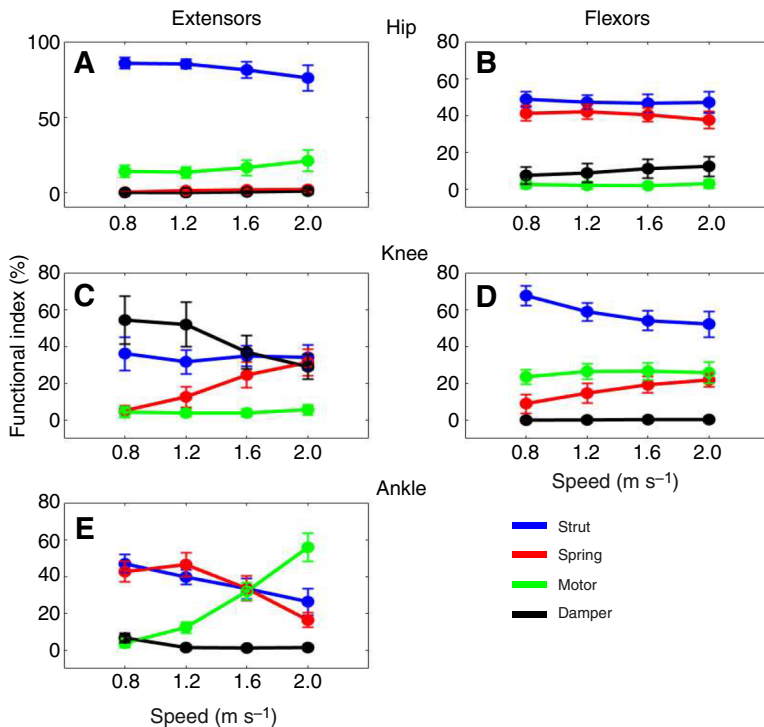 Extensors
Hip
Flexors
A
100
50
0
0.8 1.2 1.6 2.0
B
80
60
40
20
0
0.8 1.2 1.6 2.0
Knee
Functional index (%)
C
80
60
40
20
0
0.8 1.2 1.6 2.0
D
80
60
40
20
0
0.8 1.2 1.6 2.0
Speed (m s⁻¹)
Ankle
E
80
60
40
20
0
0.8 1.2 1.6 2.0
Speed (m s⁻¹)
Strut
Spring
Motor
Damper